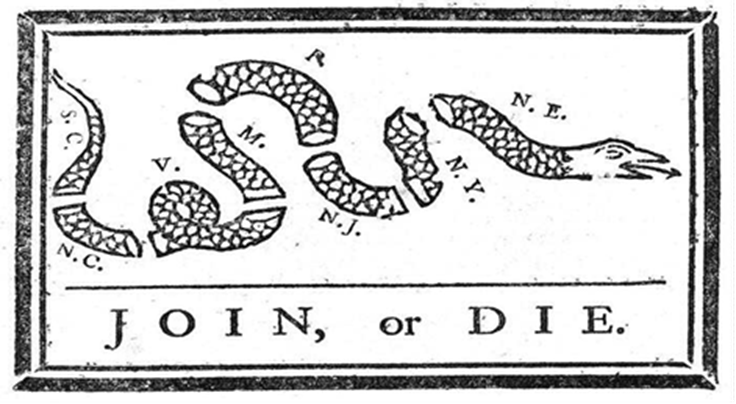 S. C.
N. C.
V.
M.
R
N. J.
N. Y.
N. E.
JOIN, or DIE.